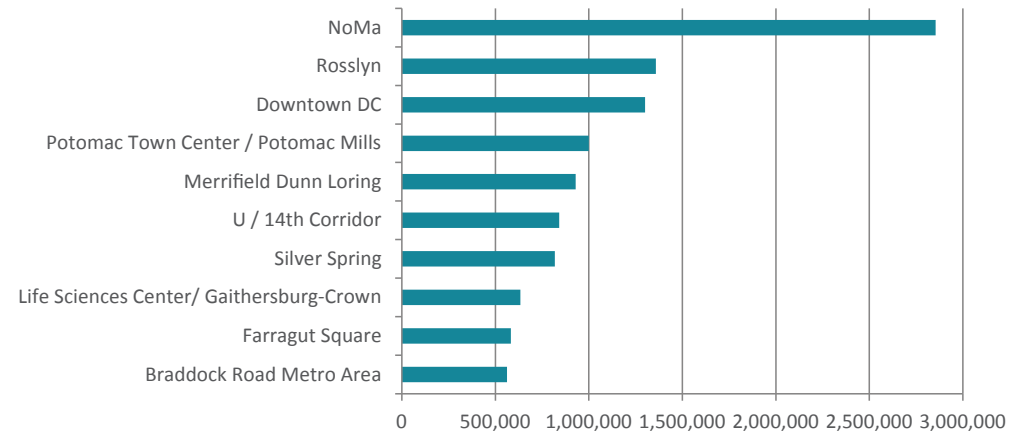 NoMa
Rosslyn
Downtown DC
Potomac Town Center / Potomac Mills
Merrifield Dunn Loring
U / 14th Corridor
Silver Spring
Life Sciences Center/ Gaithersburg-Crown
Farragut Square
Braddock Road Metro Area
0 500,000 1,000,000 1,500,000 2,000,000 2,500,000 3,000,000